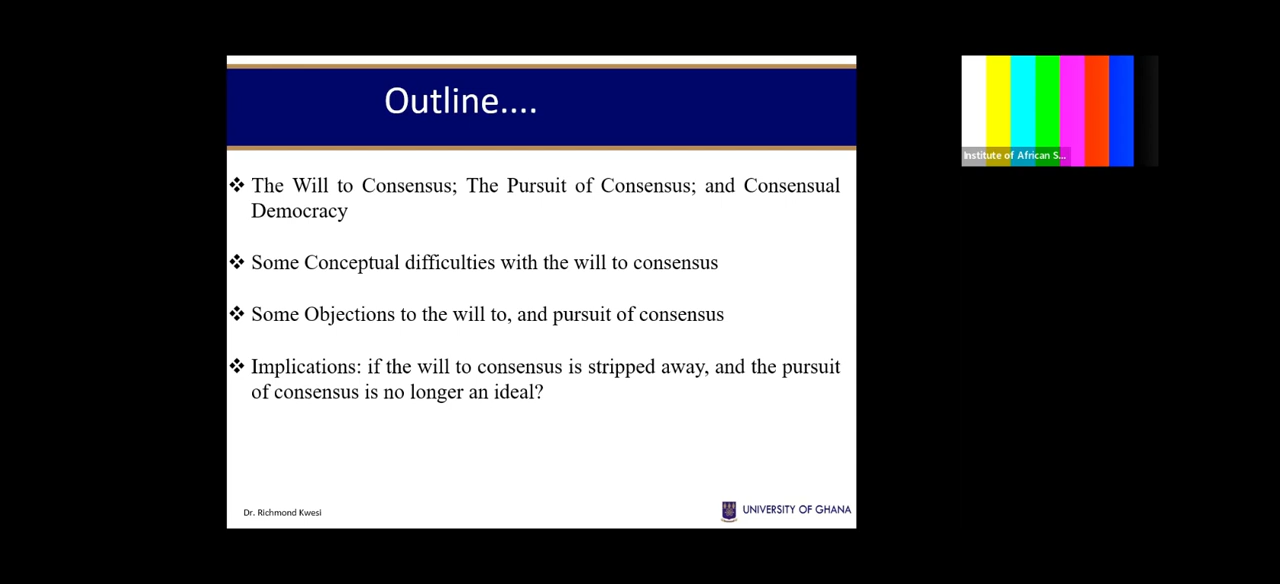 Outline....
Institute of African S...
❖ The Will to Consensus; The Pursuit of Consensus; and Consensual
Democracy
❖ Some Conceptual difficulties with the will to consensus
❖ Some Objections to the will to, and pursuit of consensus
❖ Implications: if the will to consensus is stripped away, and the pursuit
of consensus is no longer an ideal?
Dr. Richmond Kwesi
UNIVERSITY OF GHANA